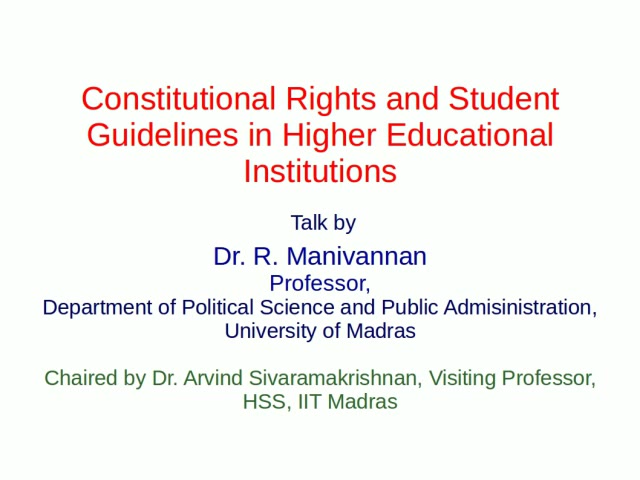 Constitutional Rights and Student
Guidelines in Higher Educational
Institutions
Talk by
Dr. R. Manivannan
Professor,
Department of Political Science and Public Admisinistration,
University of Madras
Chaired by Dr. Arvind Sivaramakrishnan, Visiting Professor,
HSS, IIT Madras